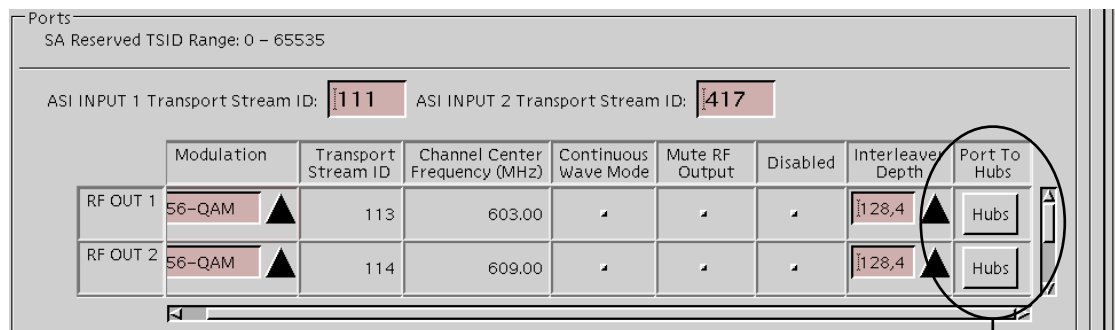 Ports
SA Reserved TSID Range: 0 – 65535
ASI INPUT 1 Transport Stream ID: 111 ASI INPUT 2 Transport Stream ID: 417
Modulation Transport Stream ID Channel Center Frequency (MHz) Continuous Wave Mode Mute RF Output Disabled Interleaver Depth Port To Hubs
RF OUT 1 56-QAM 113 603.00 128,4 Hubs
RF OUT 2 56-QAM 114 609.00 128,4 Hubs